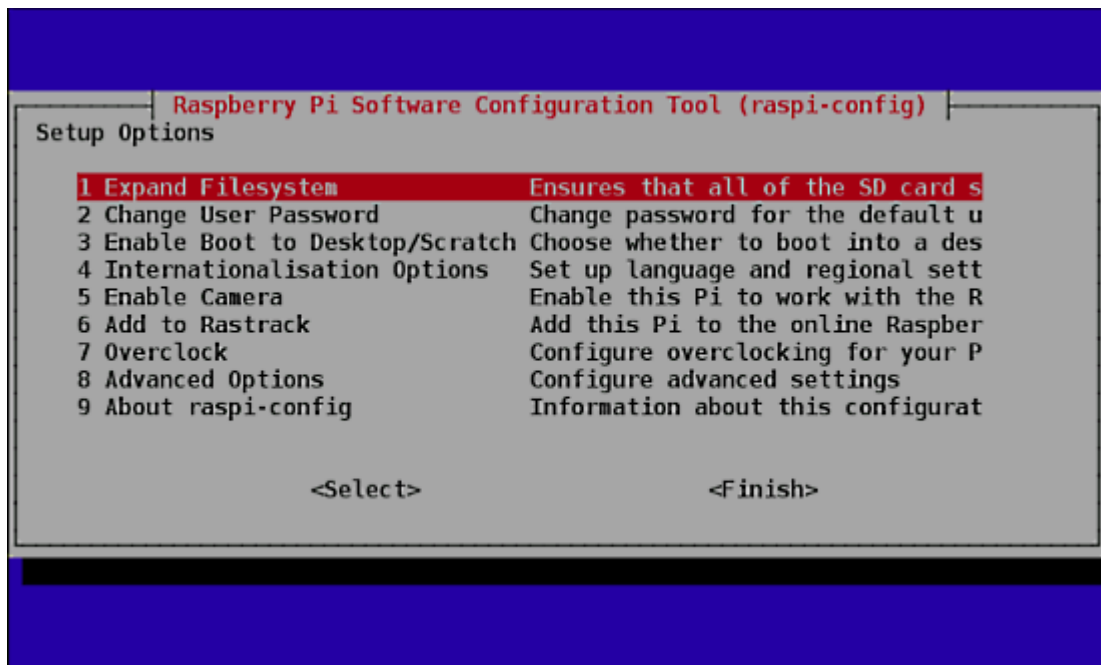 Raspberry Pi Software Configuration Tool (raspi-config)
Setup Options
1 Expand Filesystem Ensures that all of the SD card s
2 Change User Password Change password for the default u
3 Enable Boot to Desktop/Scratch Choose whether to boot into a des
4 Internationalisation Options Set up language and regional sett
5 Enable Camera Enable this Pi to work with the R
6 Add to Rastrack Add this Pi to the online Raspber
7 Overclock Configure overclocking for your P
8 Advanced Options Configure advanced settings
9 About raspi-config Information about this configurat
<Select> <Finish>